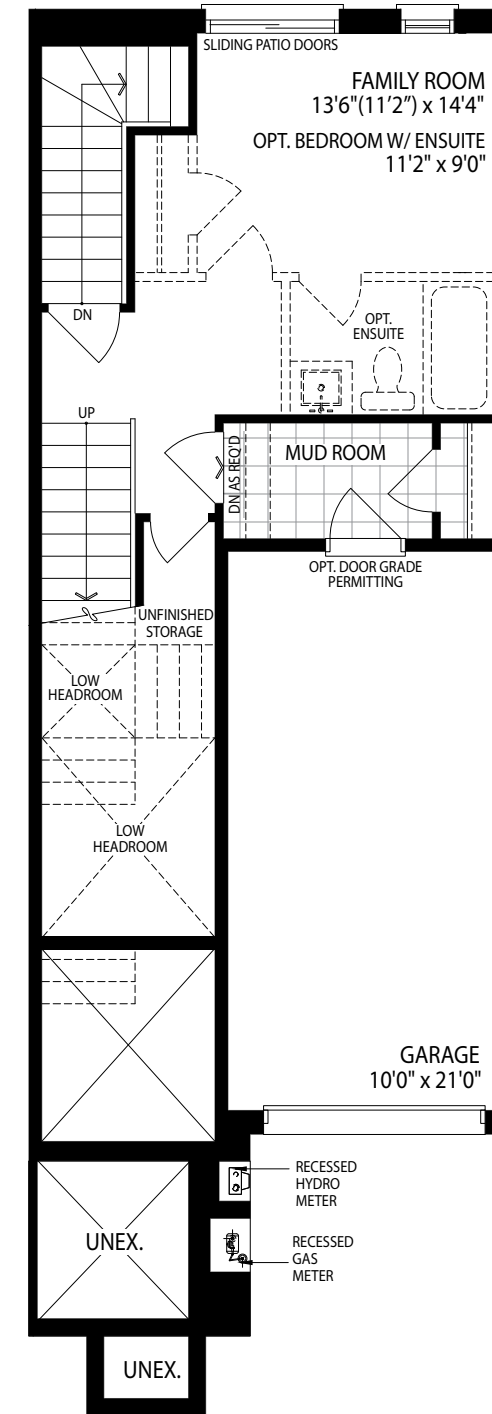 SLIDING PATIO DOORS
FAMILY ROOM
13'6"(11'2") x 14'4"
OPT. BEDROOM W/ ENSUITE
11'2" x 9'0"
DN
OPT.
ENSUITE
UP
DN AS REQ'D
MUD ROOM
OPT. DOOR GRADE
PERMITTING
UNFINISHED
STORAGE
LOW
HEADROOM
LOW
HEADROOM
GARAGE
10'0" x 21'0"
RECESSED
HYDRO
METER
UNEX.
RECESSED
GAS
METER
UNEX.